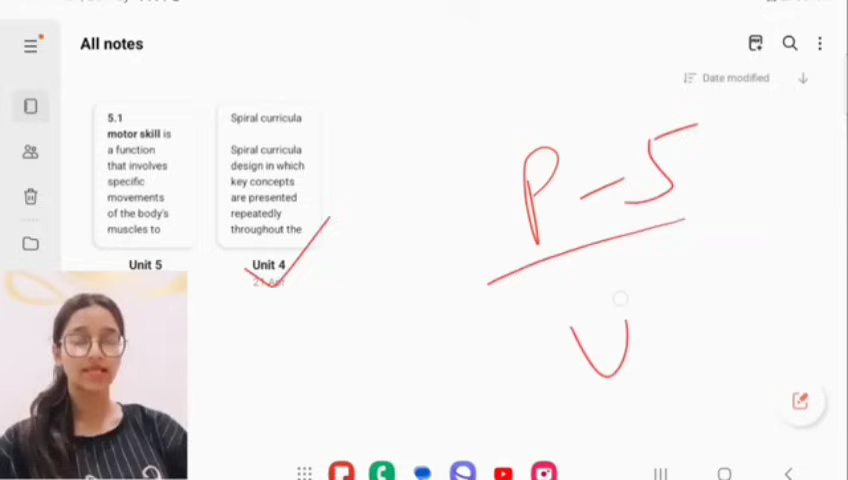 All notes
Date modified
5.1
motor skill is
a function
that involves
specific
movements
of the body's
muscles to
Unit 5
Spiral curricula
Spiral curricula
design in which
key concepts
are presented
repeatedly
throughout the
Unit 4
21 Apr
P-5
U